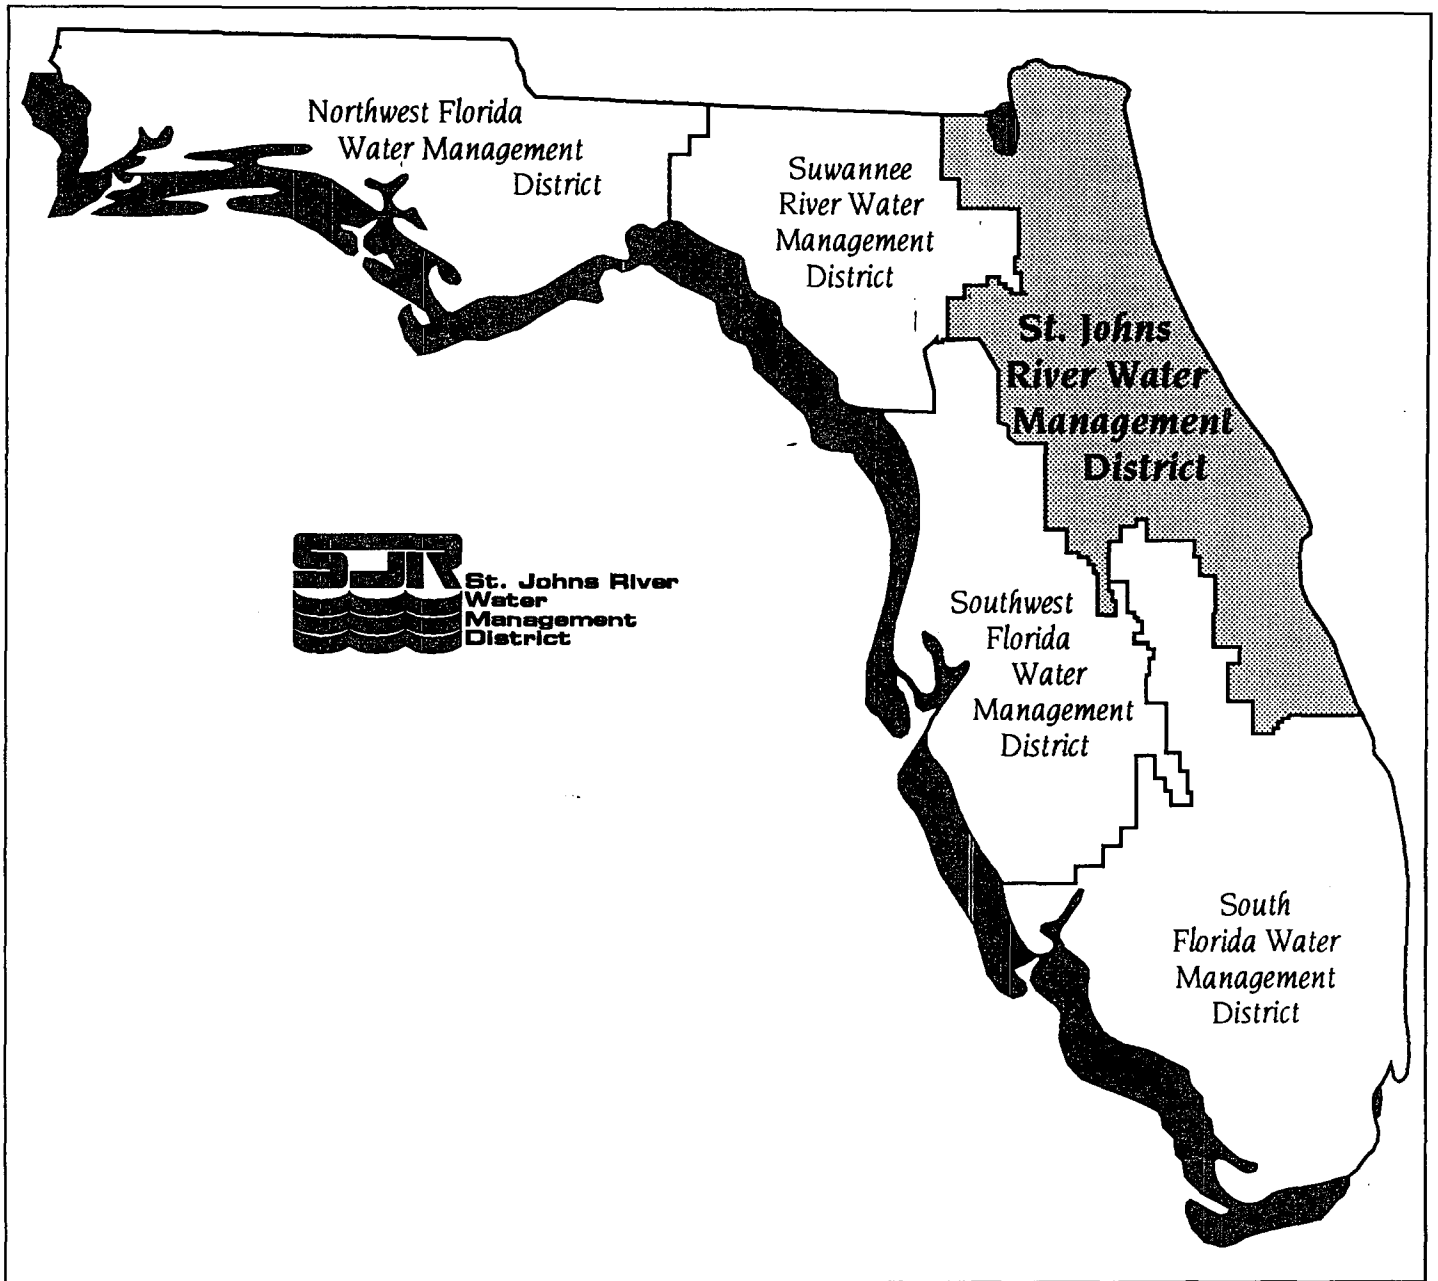 Northwest Florida
Water Management
District
Suwannee
River Water
Management
District
St. Johns
River Water
Management
District
SJR
St. Johns River
Water
Management
District
Southwest
Florida
Water
Management
District
South
Florida Water
Management
District